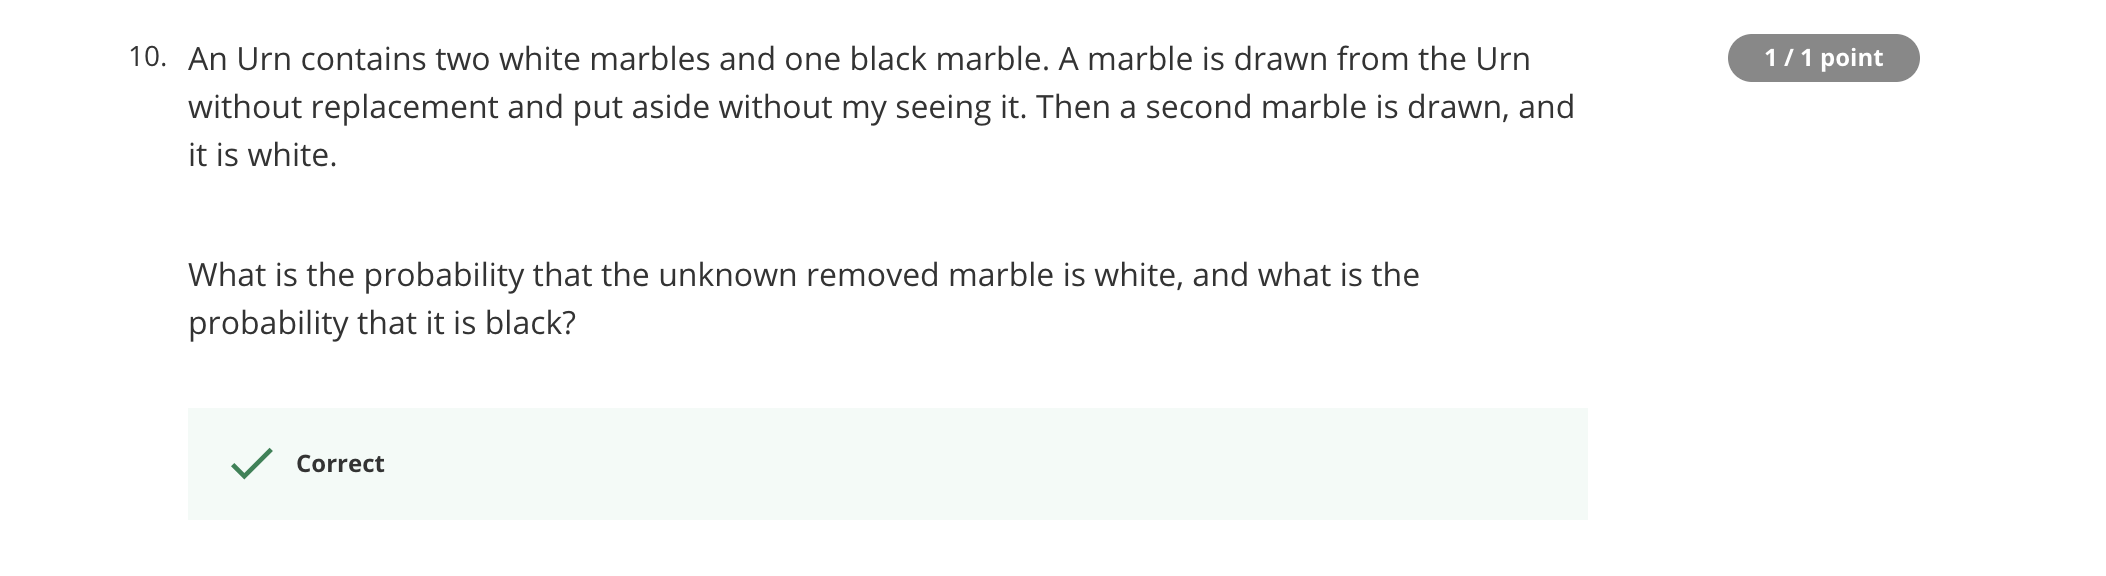 10. An Urn contains two white marbles and one black marble. A marble is drawn from the Urn
1 / 1 point
without replacement and put aside without my seeing it. Then a second marble is drawn, and
it is white.
What is the probability that the unknown removed marble is white, and what is the
probability that it is black?
Correct